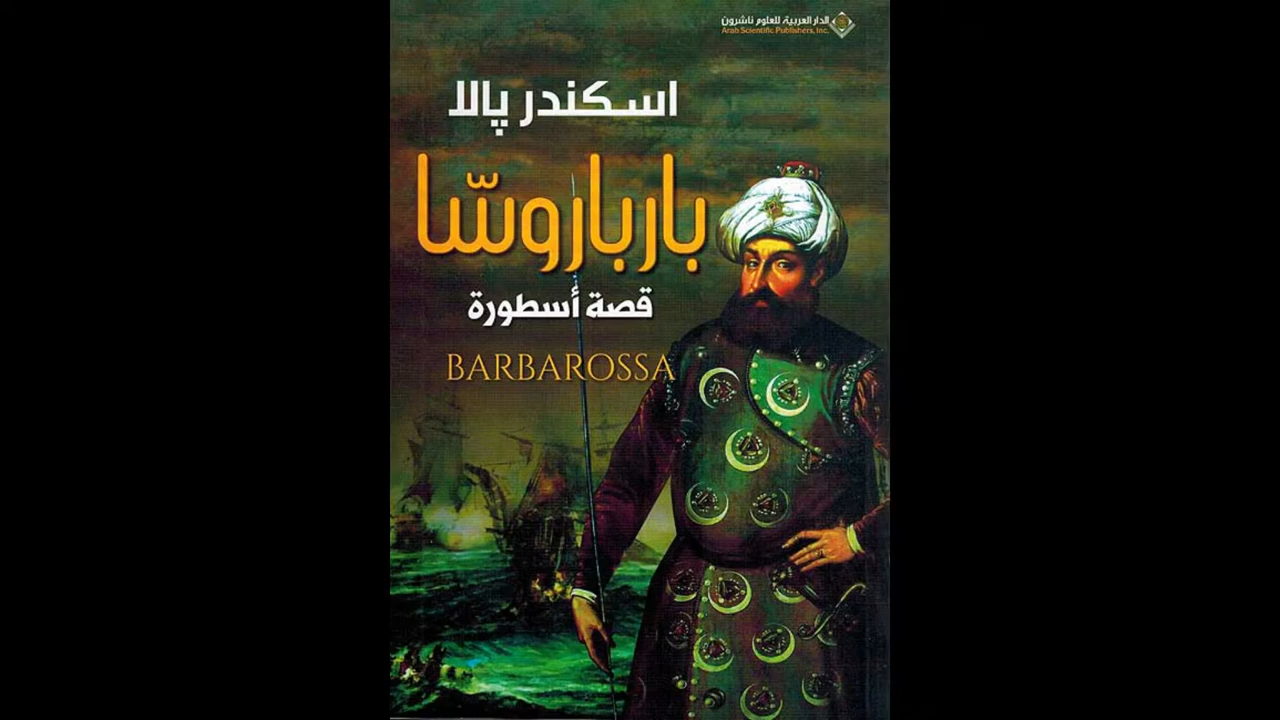 الدار العربية للعلوم ناشرون
Arab Scientific Publishers, Inc.
اسكندر پالا
بارباروسّا
قصة أسطورة
BARBAROSSA